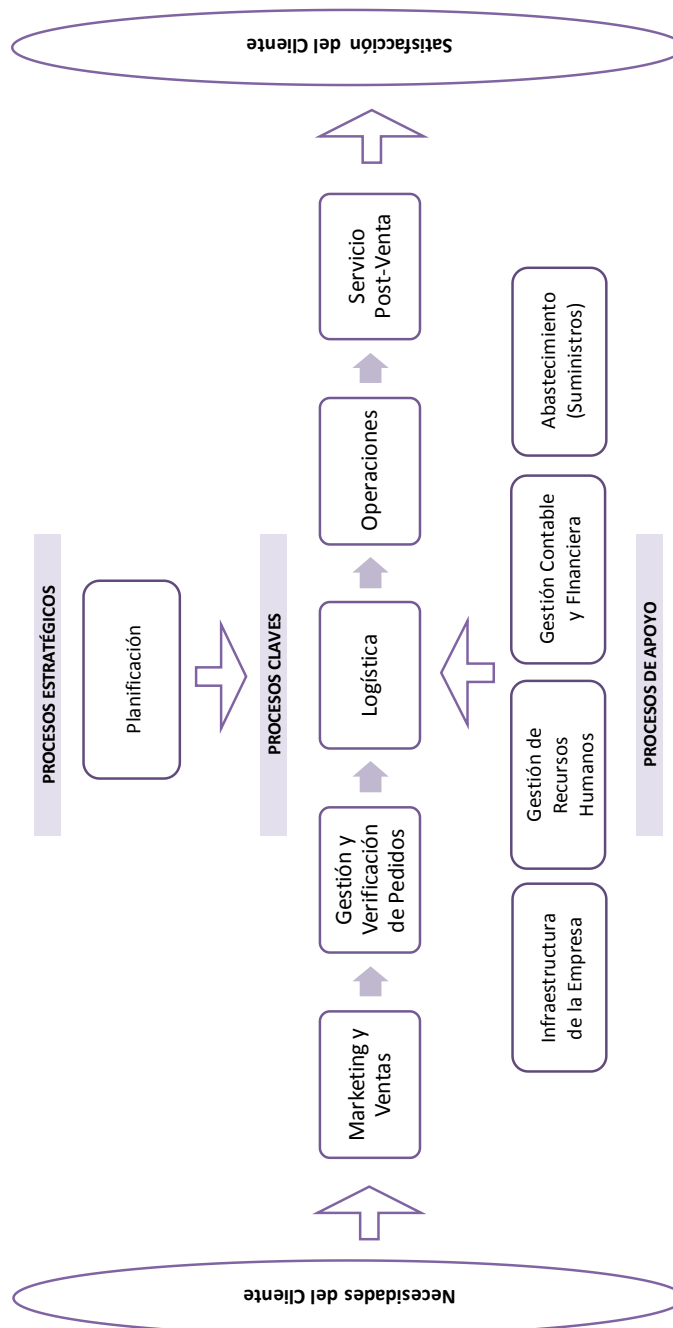 Necesidades del Cliente
PROCESOS ESTRATÉGICOS
Planificación
PROCESOS CLAVES
Marketing y
Ventas
Gestión y
Verificación
de Pedidos
Logística
Operaciones
Servicio
Post-Venta
Infraestructura
de la Empresa
Gestión de
Recursos
Humanos
Gestión Contable
y FInanciera
Abastecimiento
(Suministros)
PROCESOS DE APOYO
Satisfacción del Cliente